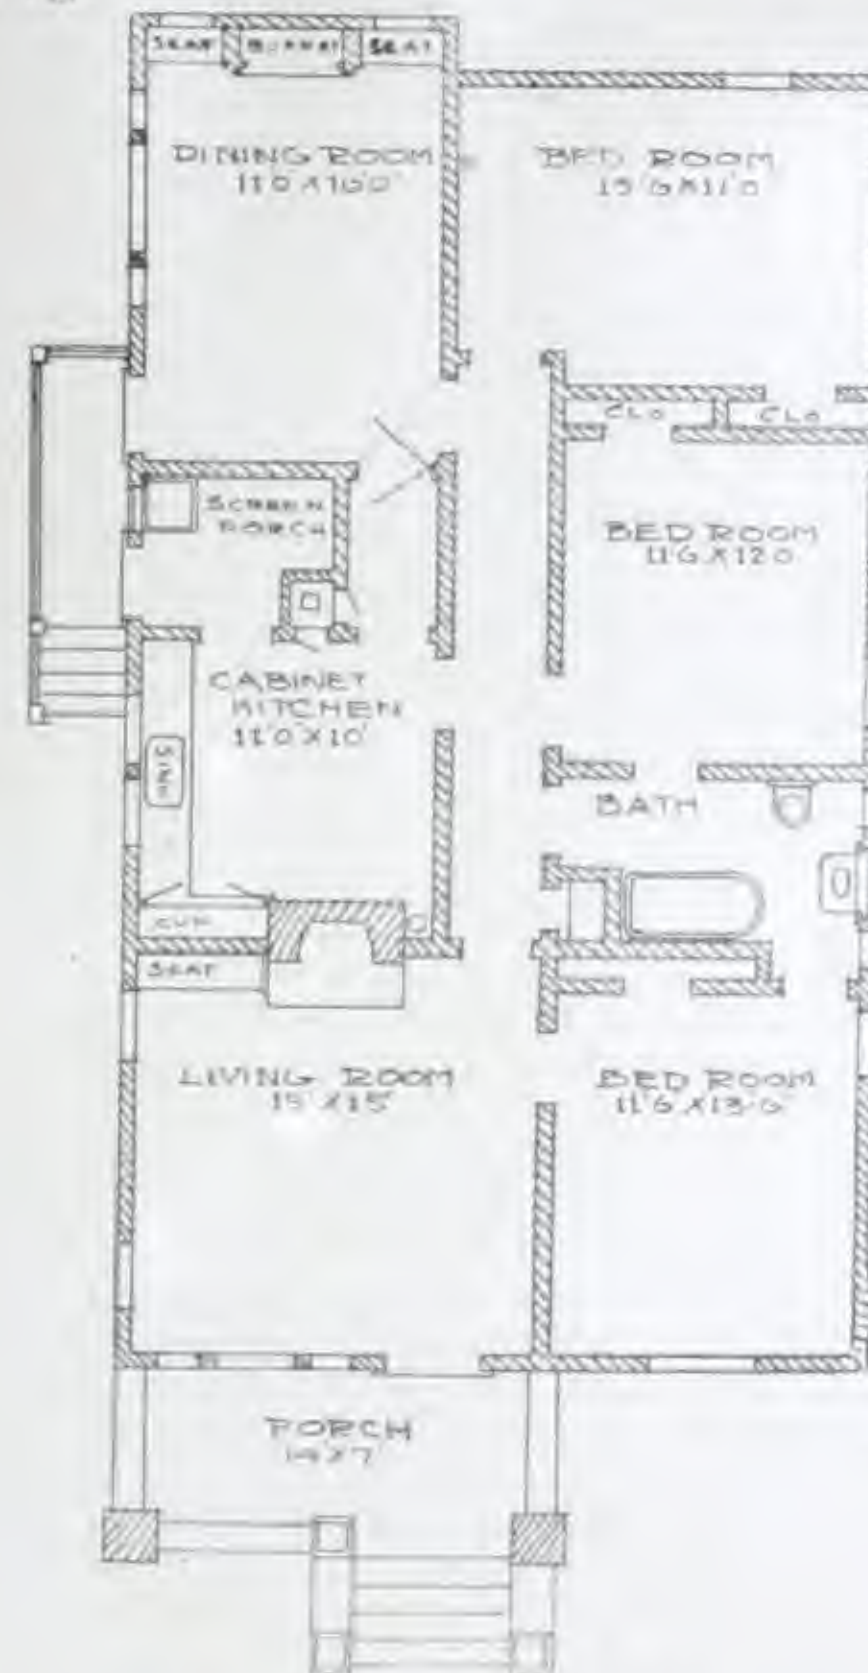 SEAT BUFFET SEAT
DINING ROOM
11'0 X 16'0"
BED ROOM
15'6 X 11'0
CLO CLO
SCREEN
PORCH
BED ROOM
11'6 X 12'0
CABINET
KITCHEN
11'0 X 10'
SINK
BATH
CUP
SEAT
LIVING ROOM
15' X 15'
BED ROOM
11'6 X 13'6"
PORCH
14 X 7'